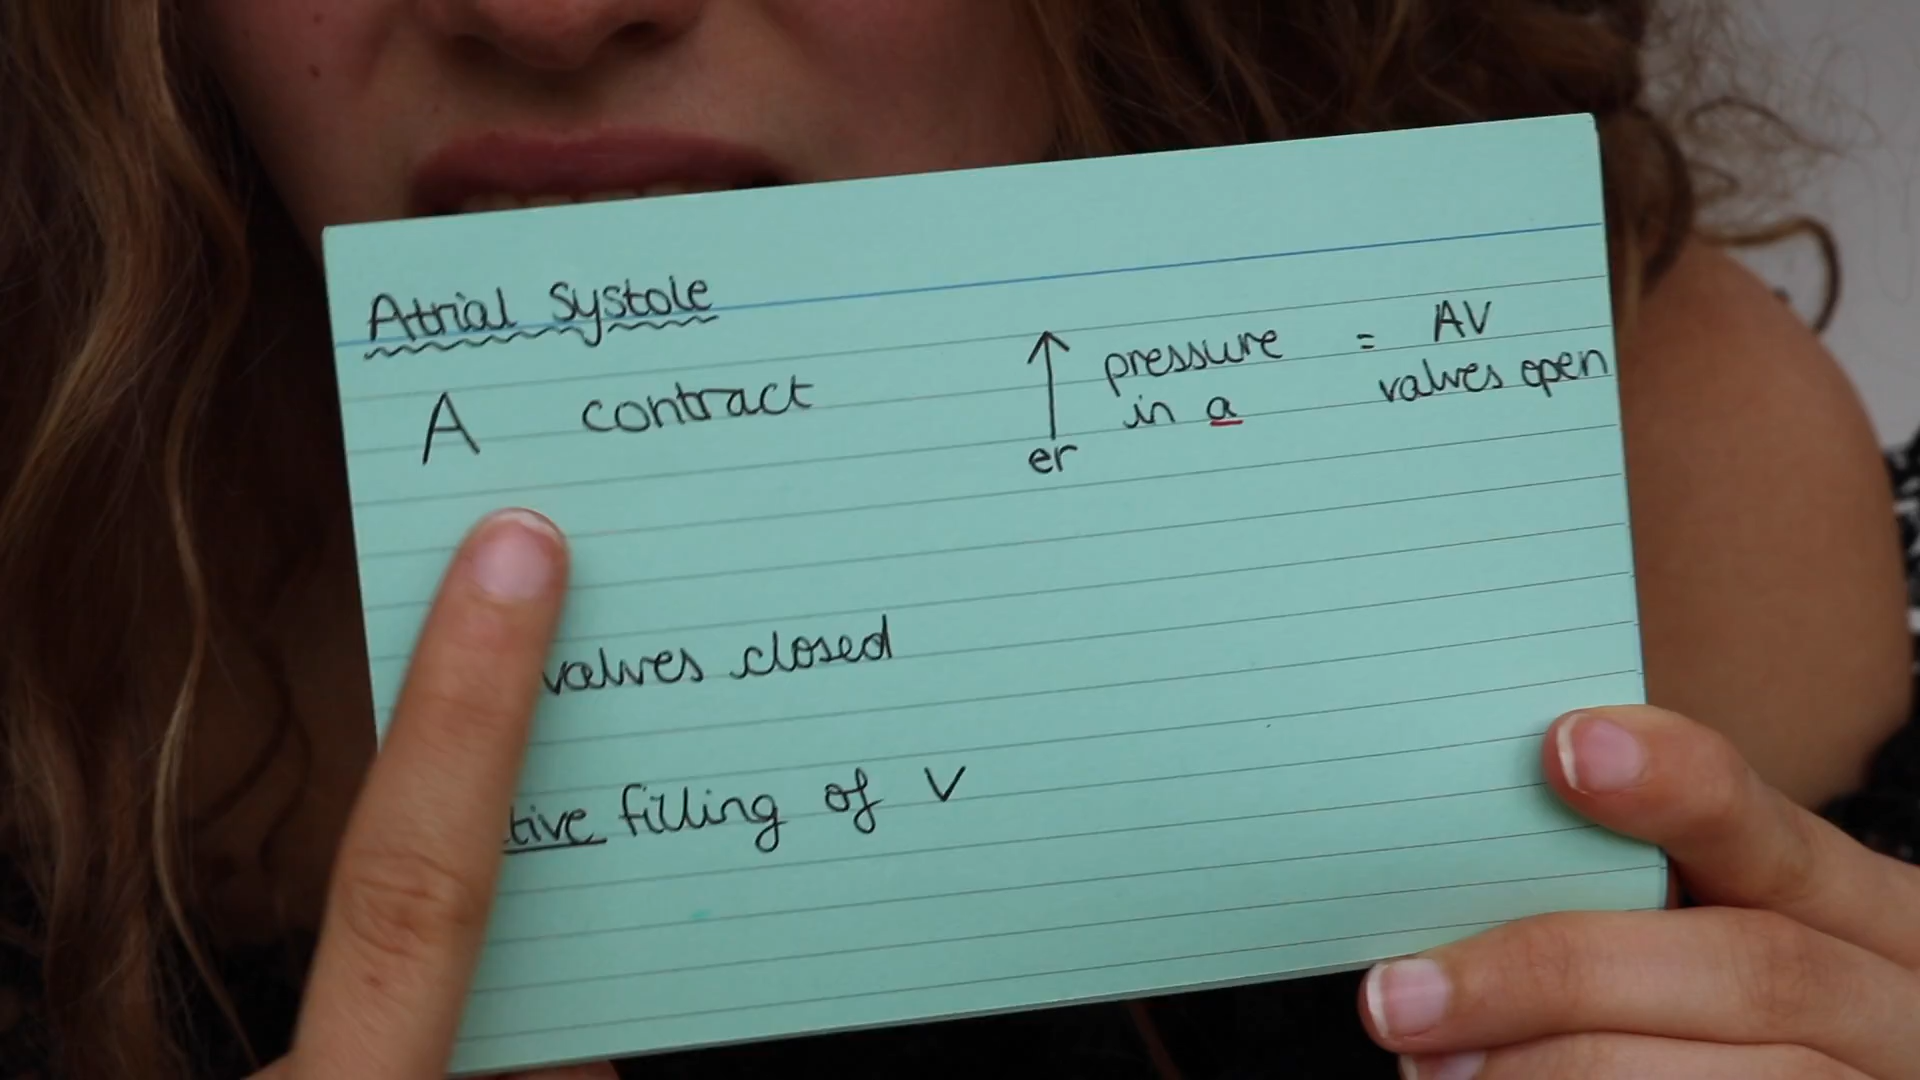 Atrial systole
A contract
↑er pressure in a = AV valves open
valves closed
tive filling of V